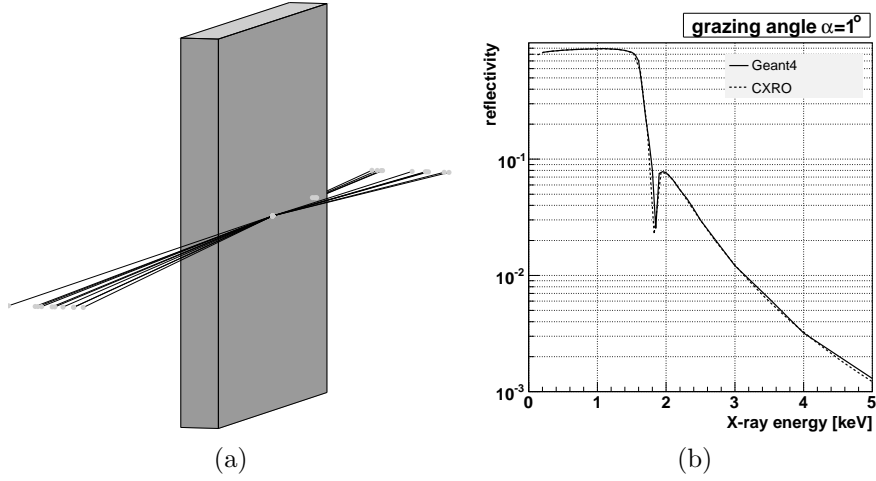 grazing angle α=1°
reflectivity
Geant4
CXRO
10⁻¹
10⁻²
10⁻³
0 1 2 3 4 5
X-ray energy [keV]
(a) (b)